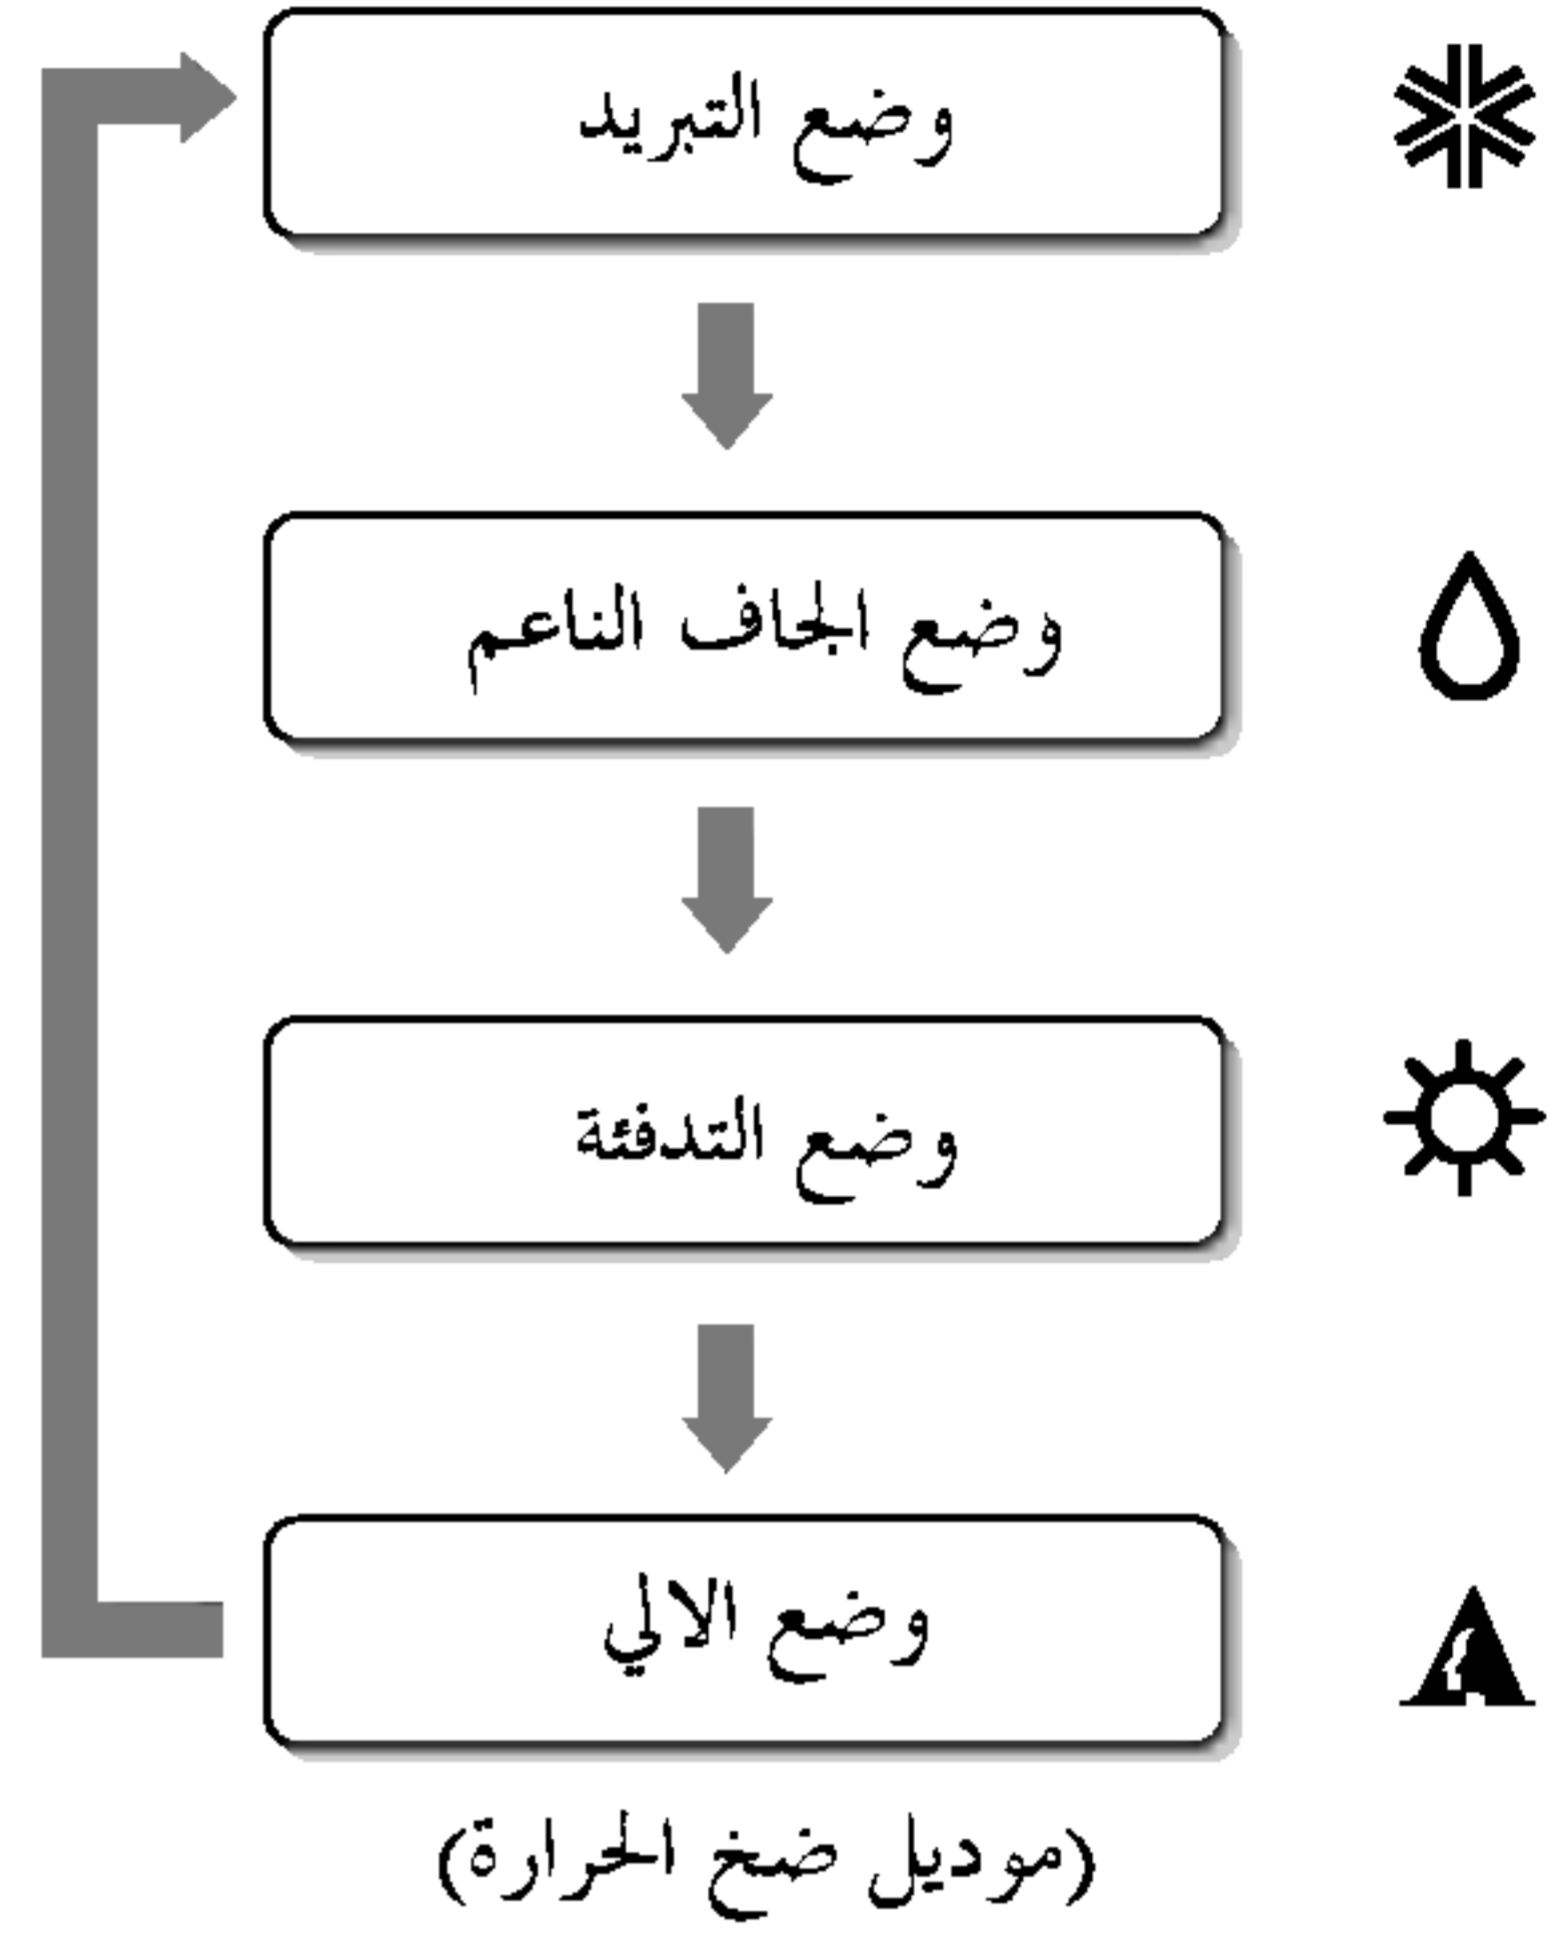 وضع التبريد
وضع الجاف الناعم
وضع التدفئة
وضع الالي
(موديل ضخ الحرارة)